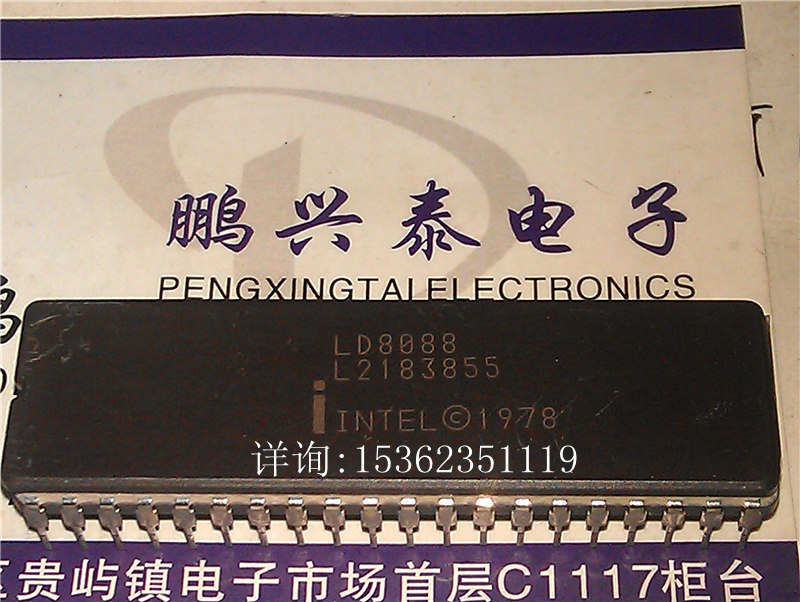 鹏兴泰电子
PENGXINGTAIELECTRONICS
LD8088
L2183855
i INTEL©1978
详询:15362351119
区贵屿镇电子市场首层C1117柜台